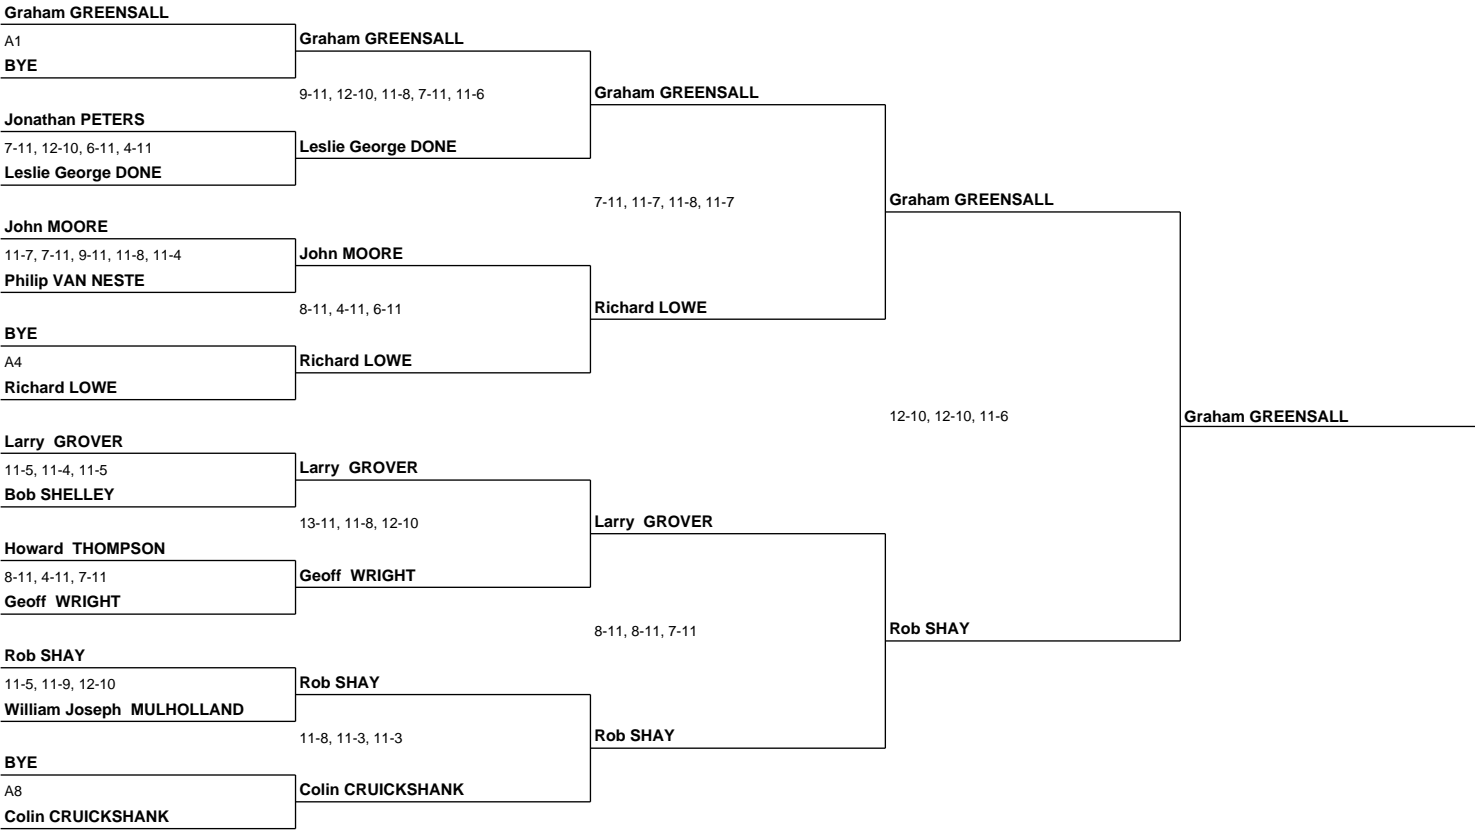 Graham GREENSALL
A1
BYE
Jonathan PETERS
7-11, 12-10, 6-11, 4-11
Leslie George DONE
John MOORE
11-7, 7-11, 9-11, 11-8, 11-4
Philip VAN NESTE
BYE
A4
Richard LOWE
Larry GROVER
11-5, 11-4, 11-5
Bob SHELLEY
Howard THOMPSON
8-11, 4-11, 7-11
Geoff WRIGHT
Rob SHAY
11-5, 11-9, 12-10
William Joseph MULHOLLAND
BYE
A8
Colin CRUICKSHANK
Graham GREENSALL
9-11, 12-10, 11-8, 7-11, 11-6
Leslie George DONE
John MOORE
8-11, 4-11, 6-11
Richard LOWE
Larry GROVER
13-11, 11-8, 12-10
Geoff WRIGHT
Rob SHAY
11-8, 11-3, 11-3
Colin CRUICKSHANK
Graham GREENSALL
7-11, 11-7, 11-8, 11-7
Richard LOWE
Larry GROVER
8-11, 8-11, 7-11
Rob SHAY
Graham GREENSALL
12-10, 12-10, 11-6
Rob SHAY
Graham GREENSALL